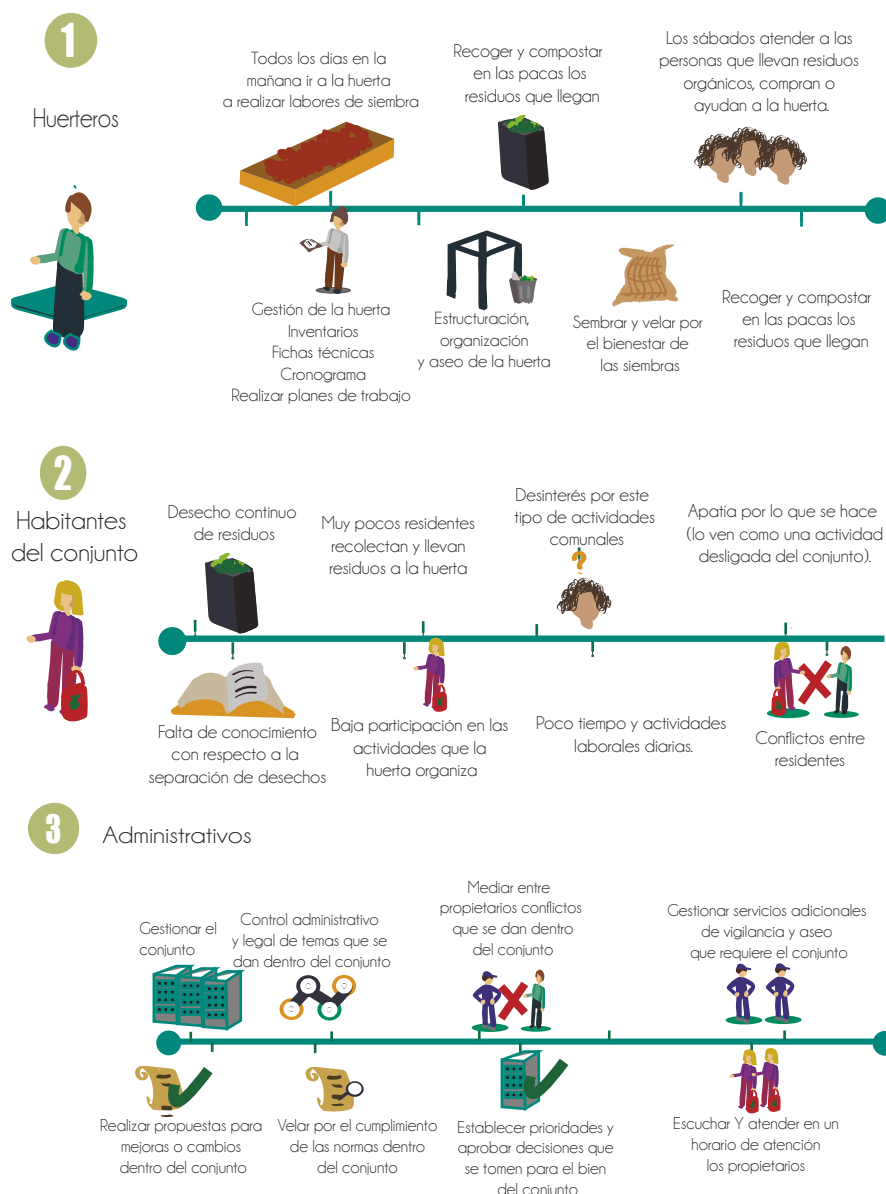 1
Huerteros
Todos los días en la
mañana ir a la huerta
a realizar labores de siembra
Recoger y compostar
en las pacas los
residuos que llegan
Los sábados atender a las
personas que llevan residuos
orgánicos, compran o
ayudan a la huerta.
Gestión de la huerta
Inventarios
Fichas técnicas
Cronograma
Realizar planes de trabajo
Estructuración,
organización
y aseo de la huerta
Sembrar y velar por
el bienestar de
las siembras
Recoger y compostar
en las pacas los
residuos que llegan
2
Habitantes
del conjunto
Desecho continuo
de residuos
Muy pocos residentes
recolectan y llevan
residuos a la huerta
Desinterés por este
tipo de actividades
comunales
?
Apatía por lo que se hace
(lo ven como una actividad
desligada del conjunto).
Falta de conocimiento
con respecto a la
separación de desechos
Baja participación en las
actividades que la
huerta organiza
Poco tiempo y actividades
laborales diarias.
Conflictos entre
residentes
3
Administrativos
Gestionar el
conjunto
Control administrativo
y legal de temas que se
dan dentro del conjunto
Mediar entre
propietarios conflictos
que se dan dentro
del conjunto
Gestionar servicios adicionales
de vigilancia y aseo
que requiere el conjunto
Realizar propuestas para
mejoras o cambios
dentro del conjunto
Velar por el cumplimiento
de las normas dentro
del conjunto
Establecer prioridades y
aprobar decisiones que
se tomen para el bien
del conjunto
Escuchar Y atender en un
horario de atención
los propietarios